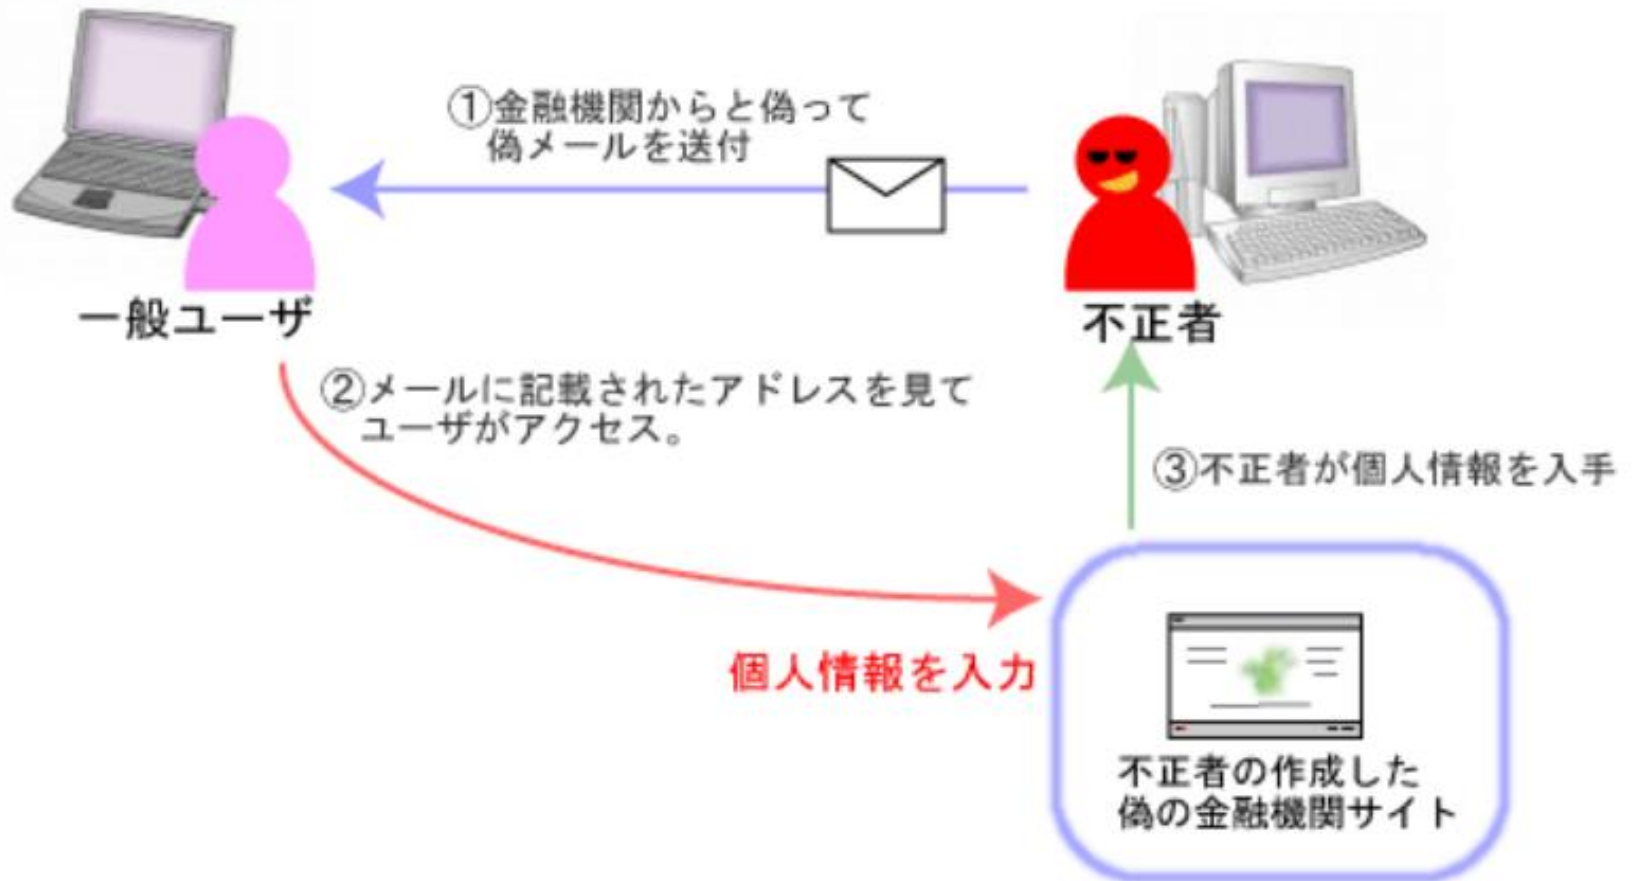 ①金融機関からと偽って
偽メールを送付
一般ユーザ
不正者
②メールに記載されたアドレスを見て
ユーザがアクセス。
③不正者が個人情報を入手
個人情報を入力
不正者の作成した
偽の金融機関サイト